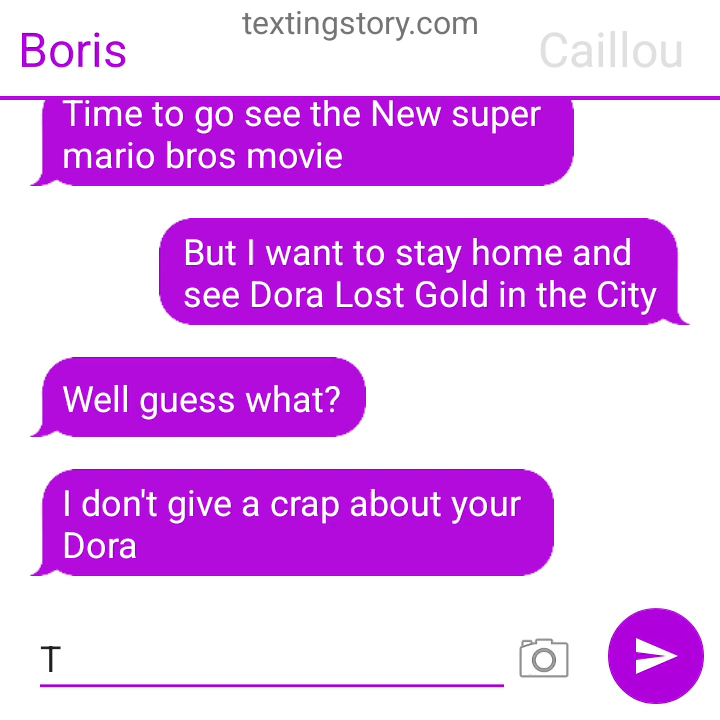 textingstory.com
Boris
Caillou
Time to go see the New super
mario bros movie
But I want to stay home and
see Dora Lost Gold in the City
Well guess what?
I don't give a crap about your
Dora
T